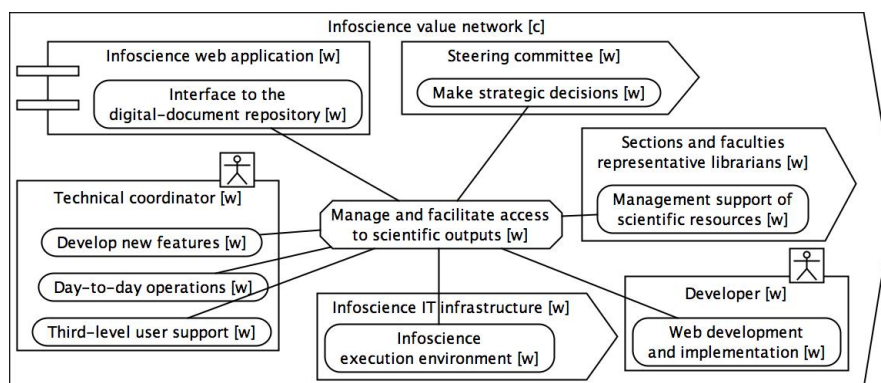 Infoscience value network [c]
Infoscience web application [w]
Interface to the
digital-document repository [w]
Steering committee [w]
Make strategic decisions [w]
Sections and faculties
representative librarians [w]
Management support of
scientific resources [w]
Technical coordinator [w]
Develop new features [w]
Day-to-day operations [w]
Third-level user support [w]
Manage and facilitate access
to scientific outputs [w]
Infoscience IT infrastructure [w]
Infoscience
execution environment [w]
Developer [w]
Web development
and implementation [w]